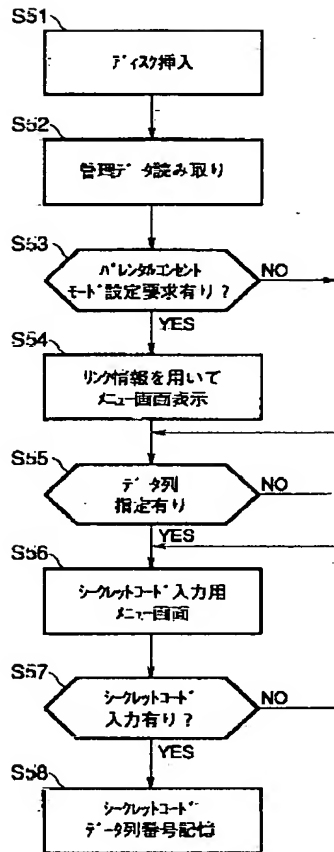 S51
ディスク挿入
S52
管理データ読み取り
S53
パレンタルコンセント
モード設定要求有り?
NO
YES
S54
リンク情報を用いて
メニュー画面表示
S55
データ列
指定有り
NO
YES
S56
シークレットコード入力用
メニュー画面
S57
シークレットコード
入力有り?
NO
YES
S58
シークレットコード
データ列番号記憶